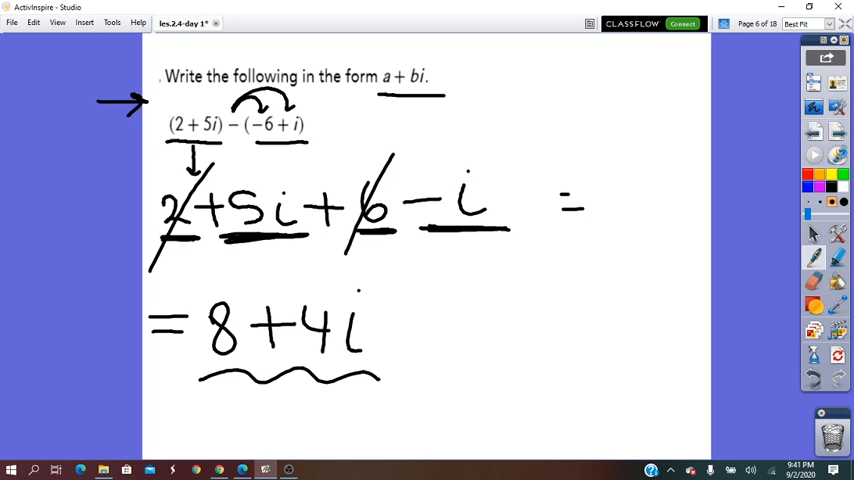 ActivInspire - Studio
File Edit View Insert Tools Help les.2.4-day 1* CLASSFLOW Connect Page 6 of 18 Best Fit
Write the following in the form a + bi.
(2 + 5i) − (−6 + i)
2 + 5i + 6 − i =
= 8 + 4i
9:41 PM
9/2/2020